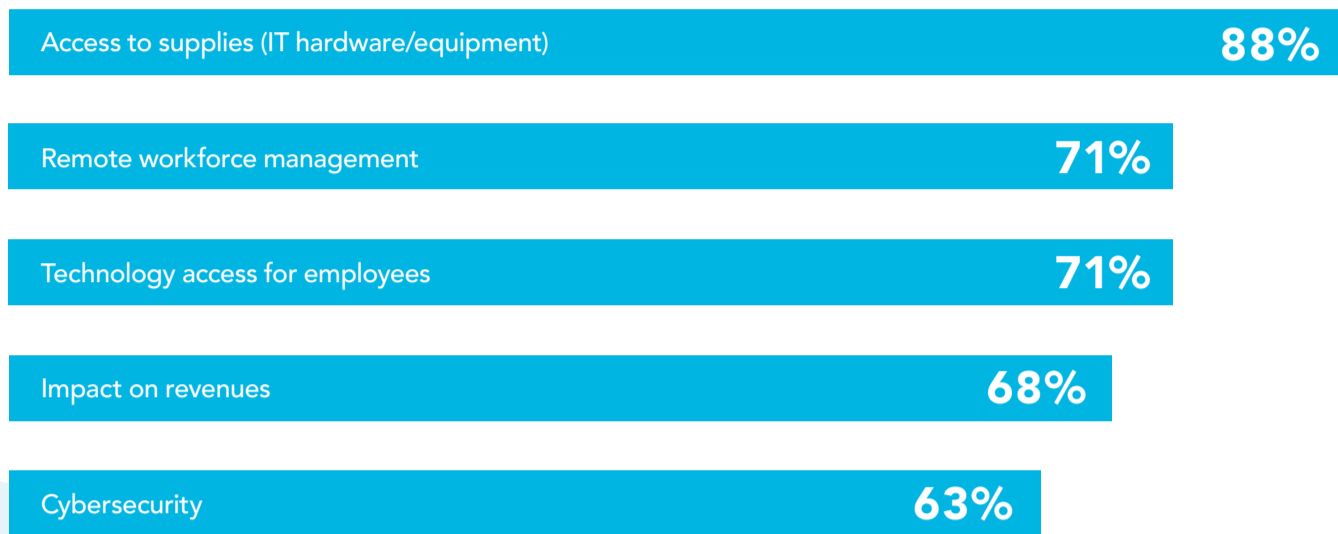 Access to supplies (IT hardware/equipment) 88%
Remote workforce management 71%
Technology access for employees 71%
Impact on revenues 68%
Cybersecurity 63%